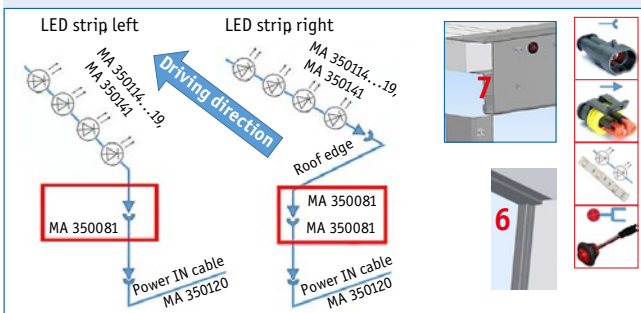 LED strip left
LED strip right
MA 350114...19,
MA 350141
MA 350114...19,
MA 350141
Driving direction
Roof edge
MA 350081
MA 350081
MA 350081
Power IN cable
MA 350120
Power IN cable
MA 350120
7
6